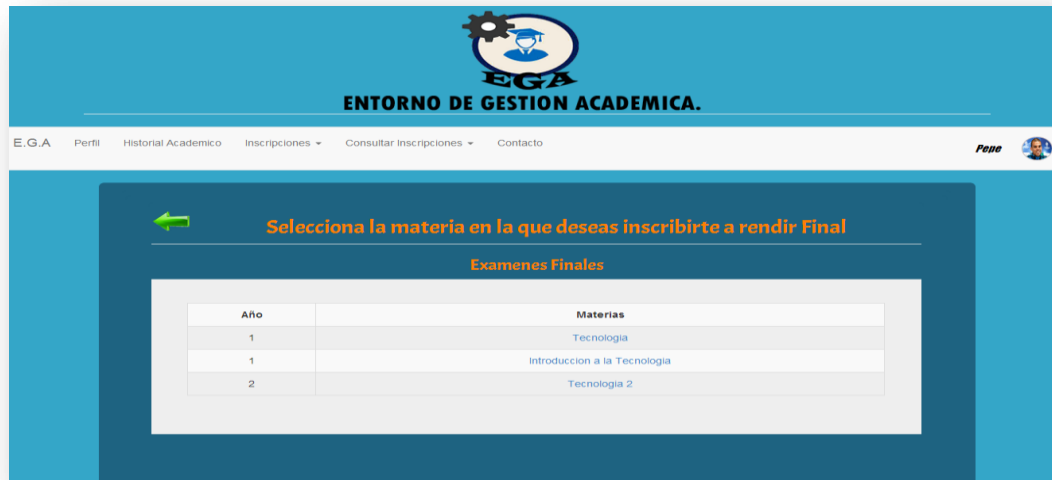 EGA
ENTORNO DE GESTION ACADEMICA.
E.G.A Perfil Historial Academico Inscripciones Consultar Inscripciones Contacto Pepe
Selecciona la materia en la que deseas inscribirte a rendir Final
Examenes Finales
Año Materias
1 Tecnologia
1 Introduccion a la Tecnologia
2 Tecnologia 2